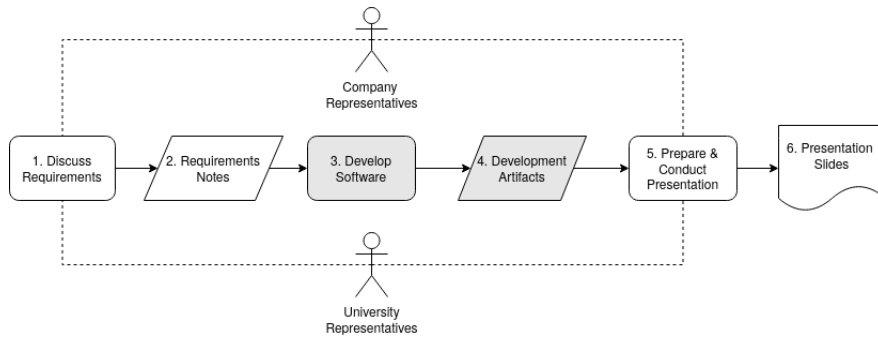 Company
Representatives
1. Discuss
Requirements
2. Requirements
Notes
3. Develop
Software
4. Development
Artifacts
5. Prepare &
Conduct
Presentation
6. Presentation
Slides
University
Representatives